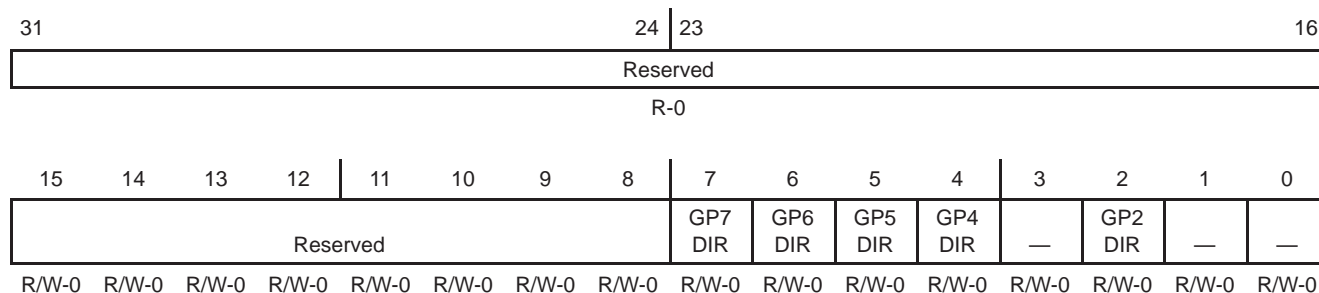 31 24 23 16
Reserved
R-0
15 14 13 12 11 10 9 8 7 6 5 4 3 2 1 0
GP7 GP6 GP5 GP4 GP2
Reserved DIR DIR DIR DIR — DIR — —
R/W-0 R/W-0 R/W-0 R/W-0 R/W-0 R/W-0 R/W-0 R/W-0 R/W-0 R/W-0 R/W-0 R/W-0 R/W-0 R/W-0 R/W-0 R/W-0